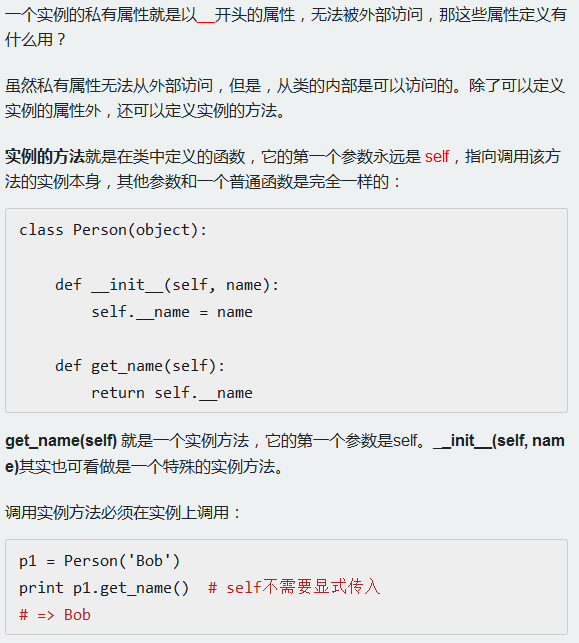 一个实例的私有属性就是以__开头的属性，无法被外部访问，那这些属性定义有
什么用？
虽然私有属性无法从外部访问，但是，从类的内部是可以访问的。除了可以定义
实例的属性外，还可以定义实例的方法。
实例的方法就是在类中定义的函数，它的第一个参数永远是 self，指向调用该方
法的实例本身，其他参数和一个普通函数是完全一样的：
class Person(object):
    def __init__(self, name):
        self.__name = name
    def get_name(self):
        return self.__name
get_name(self) 就是一个实例方法，它的第一个参数是self。__init__(self, nam
e)其实也可看做是一个特殊的实例方法。
调用实例方法必须在实例上调用：
p1 = Person('Bob')
print p1.get_name()  # self不需要显式传入
# => Bob